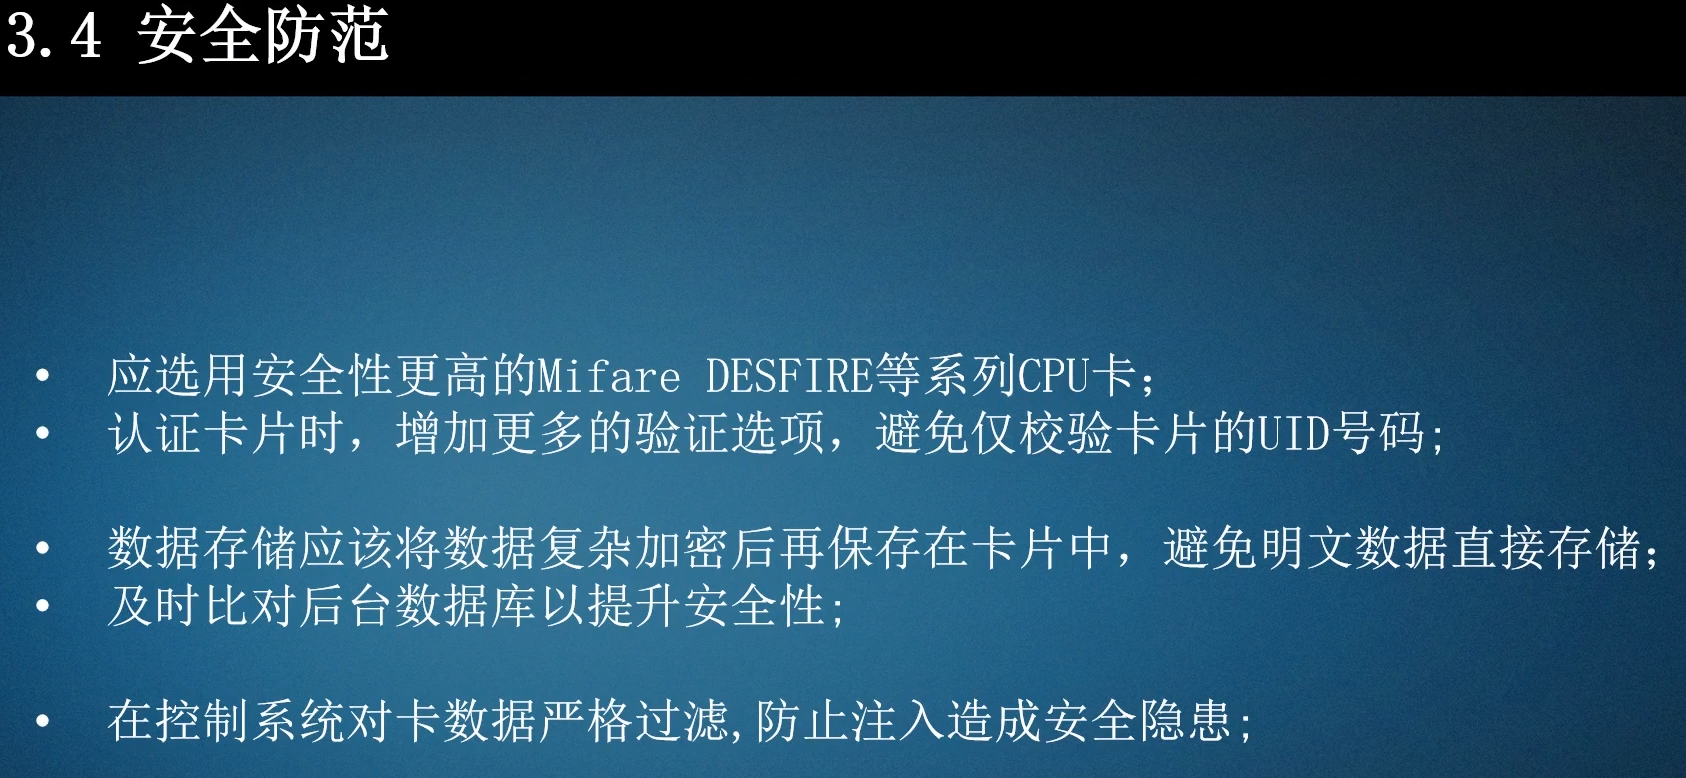 3.4 安全防范
• 应选用安全性更高的Mifare DESFIRE等系列CPU卡；
• 认证卡片时，增加更多的验证选项，避免仅校验卡片的UID号码;
• 数据存储应该将数据复杂加密后再保存在卡片中，避免明文数据直接存储；
• 及时比对后台数据库以提升安全性;
• 在控制系统对卡数据严格过滤,防止注入造成安全隐患;